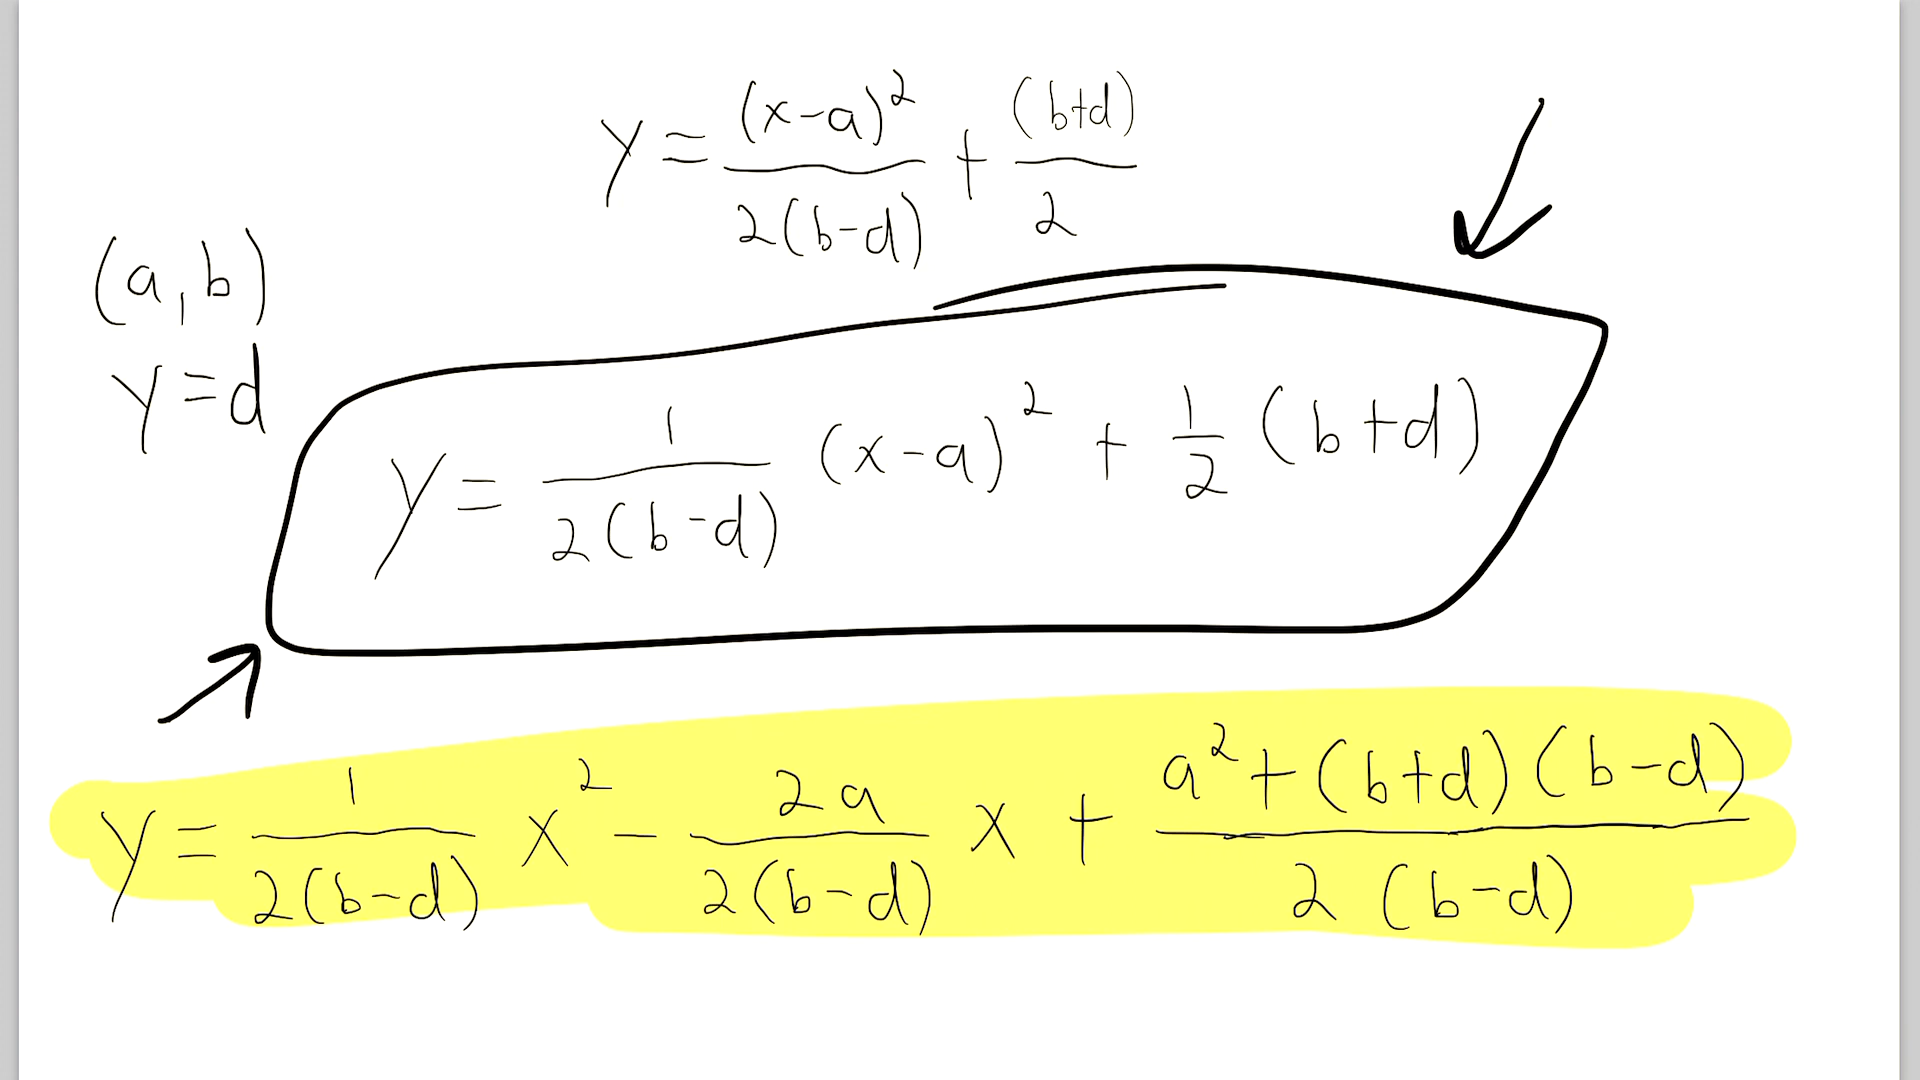 y = (x-a)²/2(b-d) + (b+d)/2
(a, b)
y = d
y = 1/2(b-d) (x-a)² + 1/2 (b+d)
y = 1/2(b-d) x² - 2a/2(b-d) x + a² + (b+d)(b-d)/2(b-d)